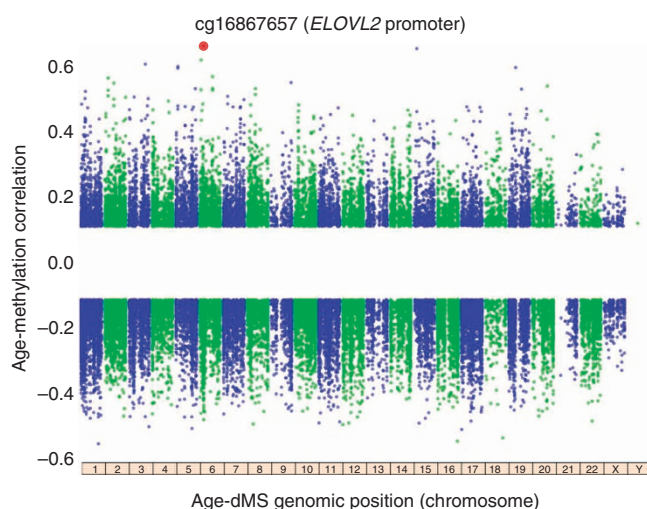 cg16867657 (ELOVL2 promoter)
Age-methylation correlation
0.6
0.4
0.2
0.0
–0.2
–0.4
–0.6
1 2 3 4 5 6 7 8 9 10 11 12 13 14 15 16 17 18 19 20 21 22 X Y
Age-dMS genomic position (chromosome)